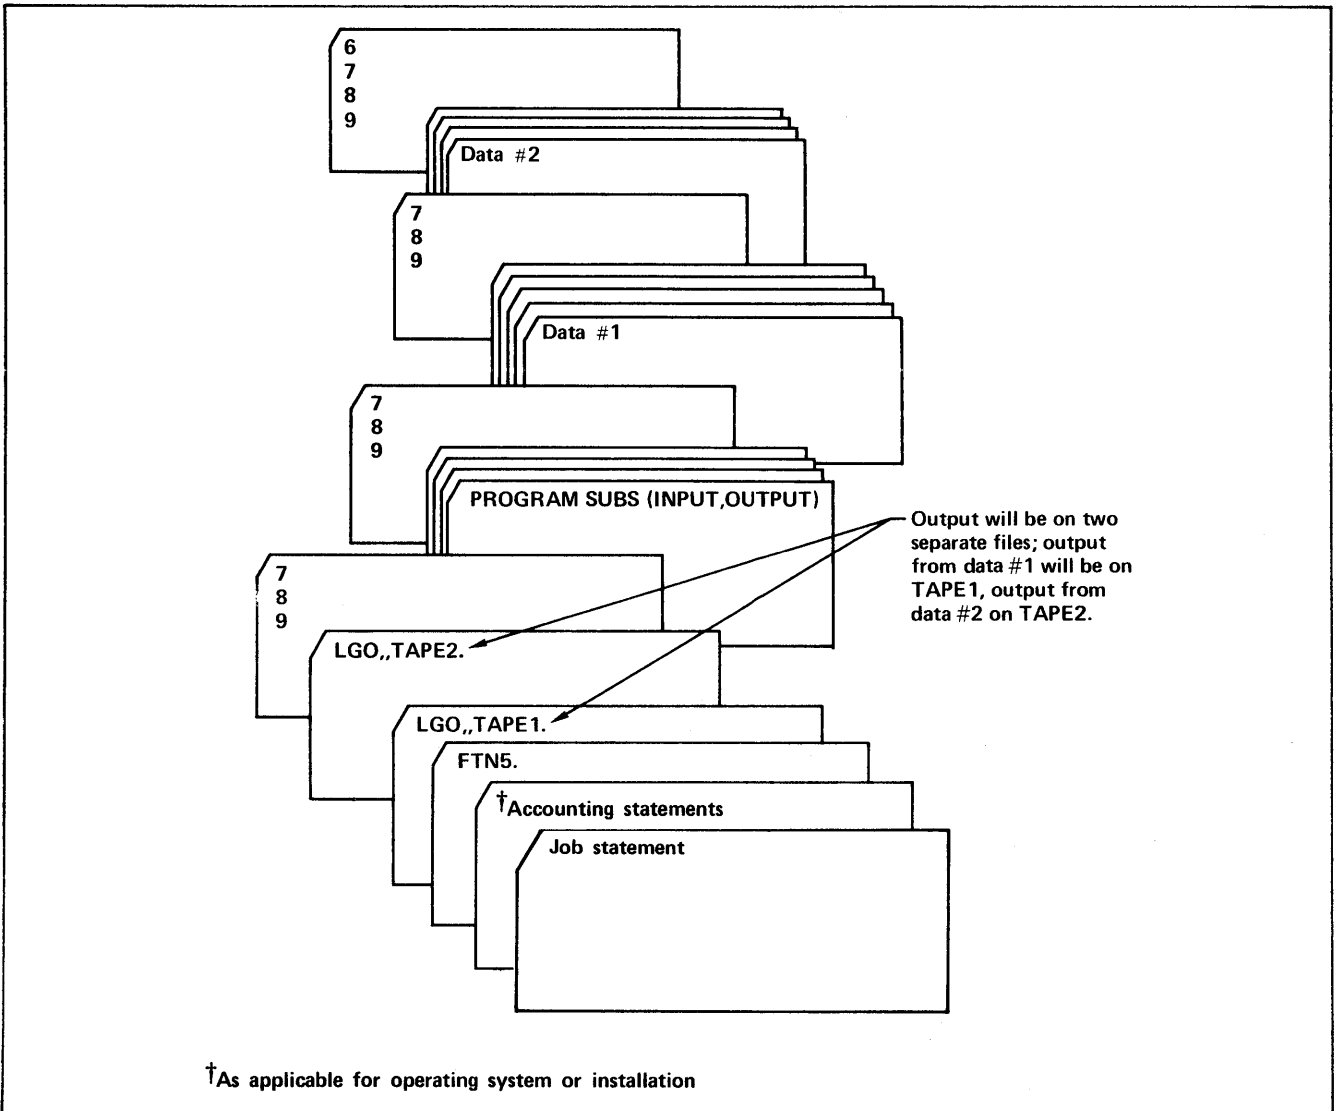 6
7
8
9
Data #2
7
8
9
Data #1
7
8
9
PROGRAM SUBS (INPUT,OUTPUT)
Output will be on two
separate files; output
from data #1 will be on
TAPE1, output from
data #2 on TAPE2.
7
8
9
LGO,,TAPE2.
LGO,,TAPE1.
FTN5.
†Accounting statements
Job statement
†As applicable for operating system or installation